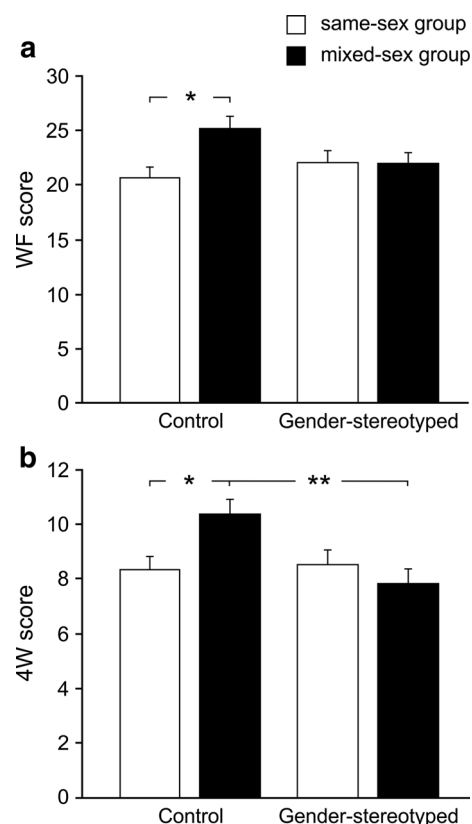 same-sex group
mixed-sex group
a
30
25
20
15
10
5
0
WF score
*
Control
Gender-stereotyped
b
12
10
8
6
4
2
0
4W score
*
**
Control
Gender-stereotyped